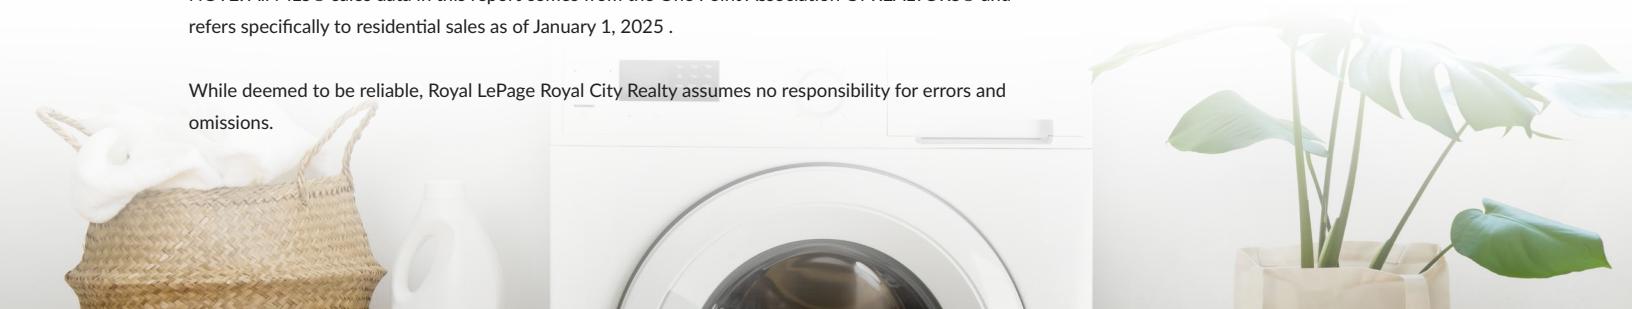 refers specifically to residential sales as of January 1, 2025 .
While deemed to be reliable, Royal LePage Royal City Realty assumes no responsibility for errors and
omissions.